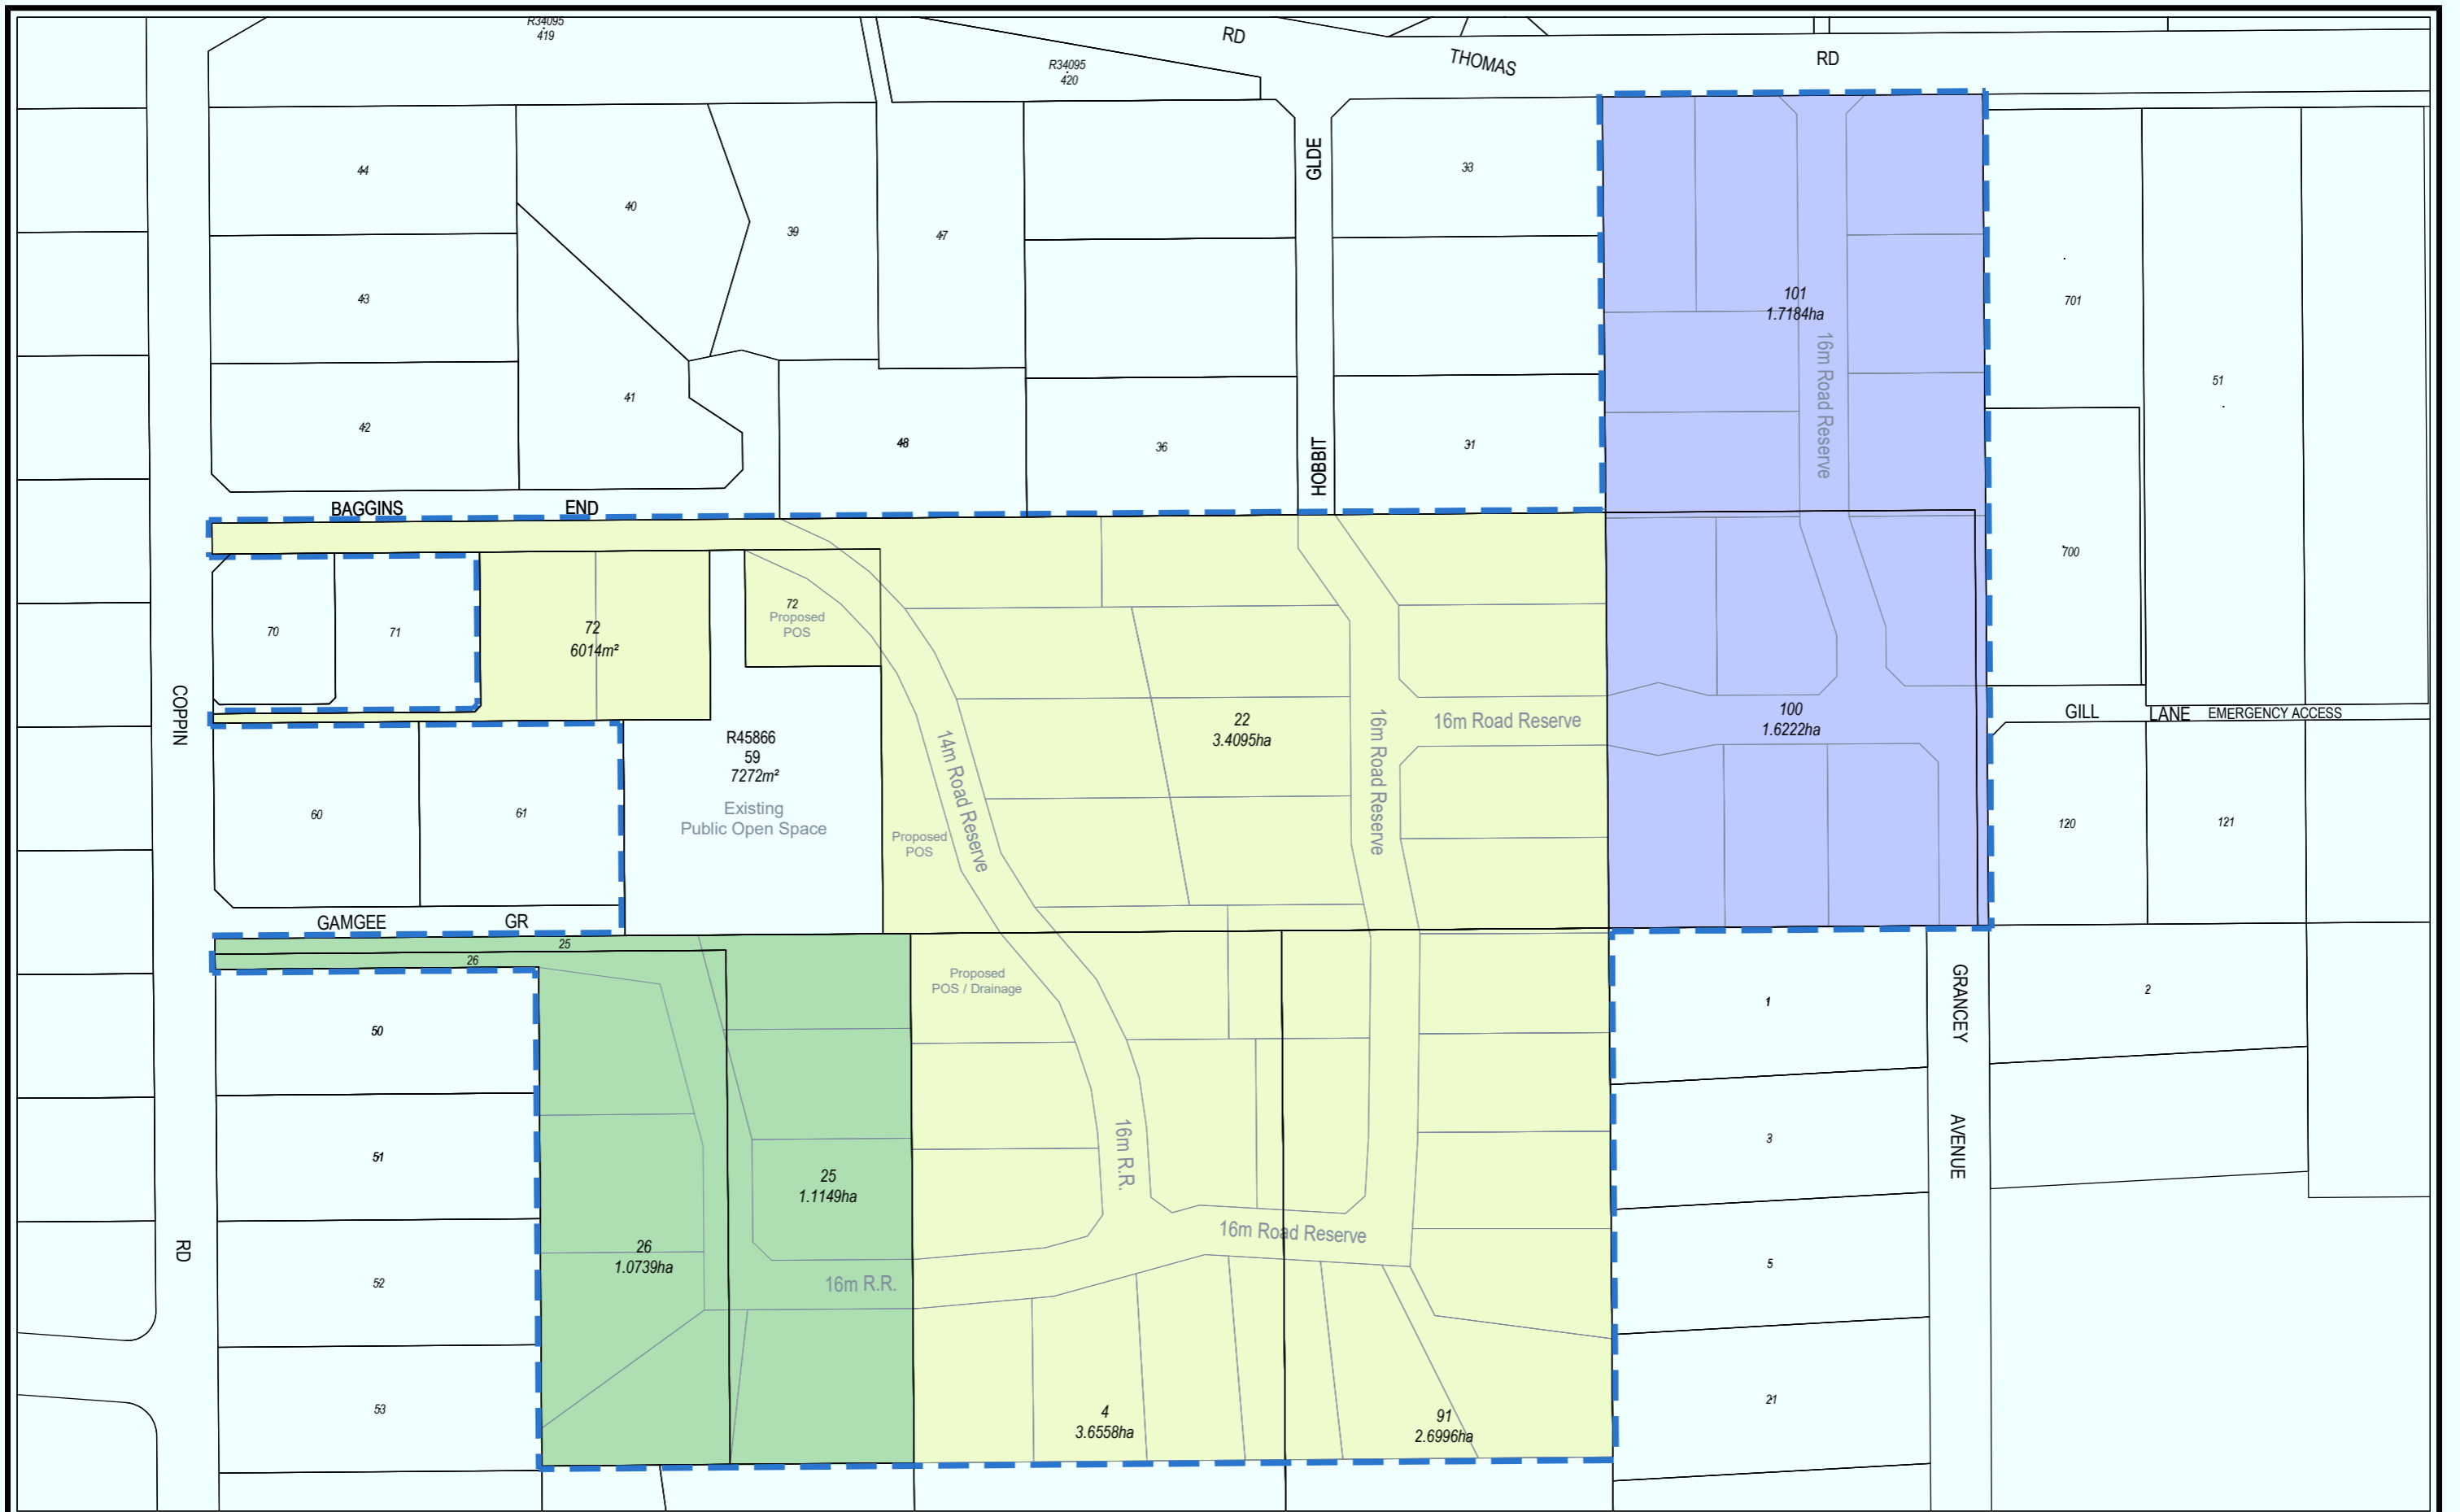 R34095
419
RD
THOMAS
RD
R34095
420
GLDE
HOBBIT
44
40
39
47
33
43
101
1.7184ha
16m Road Reserve
701
51
41
42
48
36
31
BAGGINS END
700
70
71
72
6014m²
72
Proposed
POS
COPPIN
RD
R45866
59
7272m²
Existing
Public Open Space
14m Road Reserve
22
3.4095ha
16m Road Reserve
16m Road Reserve
100
1.6222ha
GILL LANE EMERGENCY ACCESS
60
61
Proposed
POS
120
121
GAMGEE GR
25
26
Proposed
POS / Drainage
50
1
GRANCEY
AVENUE
2
51
3
16m R.R.
25
1.1149ha
26
1.0739ha
16m Road Reserve
16m R.R.
52
5
53
4
3.6558ha
91
2.6996ha
21